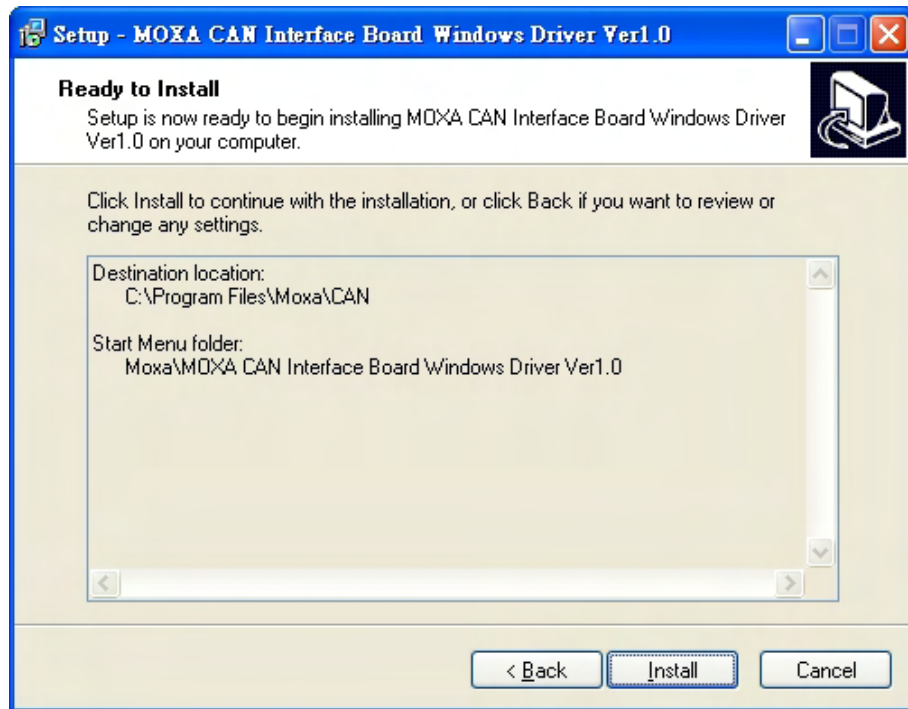 Setup - MOXA CAN Interface Board Windows Driver Ver1.0
Ready to Install
Setup is now ready to begin installing MOXA CAN Interface Board Windows Driver
Ver1.0 on your computer.
Click Install to continue with the installation, or click Back if you want to review or
change any settings.
Destination location:
C:\Program Files\Moxa\CAN
Start Menu folder:
Moxa\MOXA CAN Interface Board Windows Driver Ver1.0
< Back
Install
Cancel